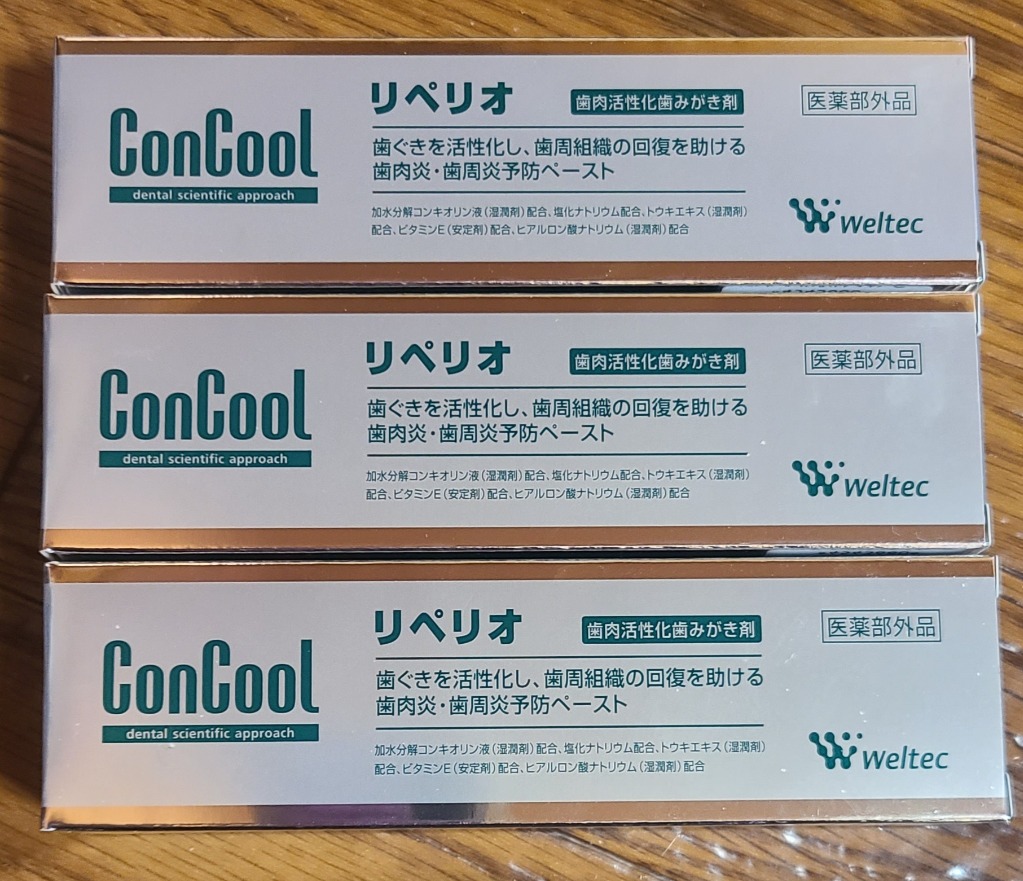 ConCool
dental scientific approach
リペリオ 歯肉活性化歯みがき剤
歯ぐきを活性化し、歯周組織の回復を助ける
歯肉炎・歯周炎予防ペースト
加水分解コンキオリン液（湿潤剤）配合、塩化ナトリウム配合、トウキエキス（湿潤剤）
配合、ビタミンE（安定剤）配合、ヒアルロン酸ナトリウム（湿潤剤）配合
医薬部外品
weltec
ConCool
dental scientific approach
リペリオ 歯肉活性化歯みがき剤
歯ぐきを活性化し、歯周組織の回復を助ける
歯肉炎・歯周炎予防ペースト
加水分解コンキオリン液（湿潤剤）配合、塩化ナトリウム配合、トウキエキス（湿潤剤）
配合、ビタミンE（安定剤）配合、ヒアルロン酸ナトリウム（湿潤剤）配合
医薬部外品
weltec
ConCool
dental scientific approach
リペリオ 歯肉活性化歯みがき剤
歯ぐきを活性化し、歯周組織の回復を助ける
歯肉炎・歯周炎予防ペースト
加水分解コンキオリン液（湿潤剤）配合、塩化ナトリウム配合、トウキエキス（湿潤剤）
配合、ビタミンE（安定剤）配合、ヒアルロン酸ナトリウム（湿潤剤）配合
医薬部外品
weltec